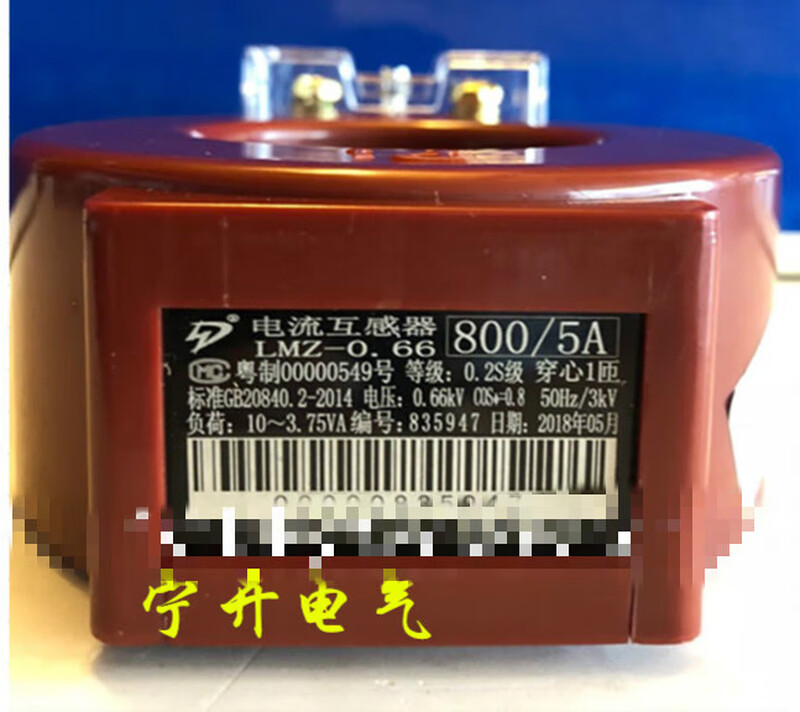 电流互感器 800/5A
LMZ-0.66
MC 粤制00000549号 等级: 0.2S级 穿心1匝
标准GB20840.2-2014 电压: 0.66kV COSφ=0.8 50Hz/3kV
负荷: 10～3.75VA 编号: 835947 日期: 2018年05月
宁开电气